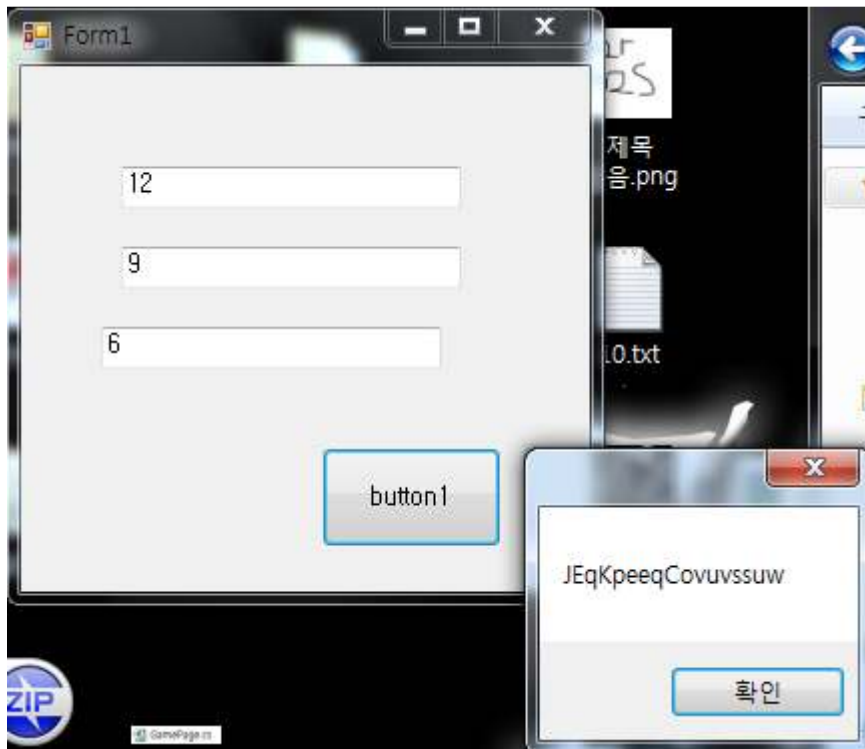 Form1
제목
음.png
12
9
6
10.txt
button1
JEqKpeeqCovuvssuw
확인
ZIP
GamePage.cs